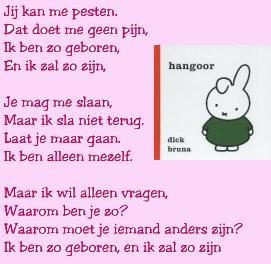 Jij kan me pesten.
Dat doet me geen pijn,
Ik ben zo geboren,
En ik zal zo zijn,
hangoor
Je mag me slaan,
Maar ik sla niet terug.
Laat je maar gaan.
Ik ben alleen mezelf.
dick
bruna
Maar ik wil alleen vragen,
Waarom ben je zo?
Waarom moet je iemand anders zijn?
Ik ben zo geboren, en ik zal zo zijn